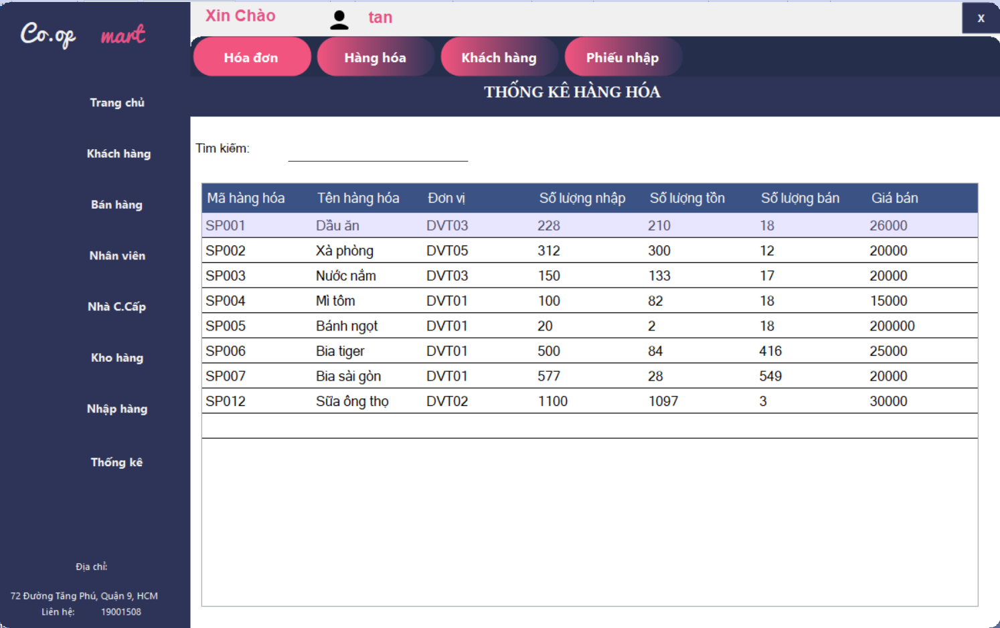 Co.op mart
Xin Chào tan
X
Hóa đơn Hàng hóa Khách hàng Phiếu nhập
THỐNG KÊ HÀNG HÓA
Trang chủ
Khách hàng
Bán hàng
Nhân viên
Nhà C.Cấp
Kho hàng
Nhập hàng
Thống kê
Địa chỉ:
72 Đường Tăng Phú, Quận 9, HCM
Liên hệ: 19001508
Tìm kiếm:
Mã hàng hóa Tên hàng hóa Đơn vị Số lượng nhập Số lượng tồn Số lượng bán Giá bán
SP001 Dầu ăn DVT03 228 210 18 26000
SP002 Xà phòng DVT05 312 300 12 20000
SP003 Nước nắm DVT03 150 133 17 20000
SP004 Mì tôm DVT01 100 82 18 15000
SP005 Bánh ngọt DVT01 20 2 18 200000
SP006 Bia tiger DVT01 500 84 416 25000
SP007 Bia sài gòn DVT01 577 28 549 20000
SP012 Sữa ông thọ DVT02 1100 1097 3 30000